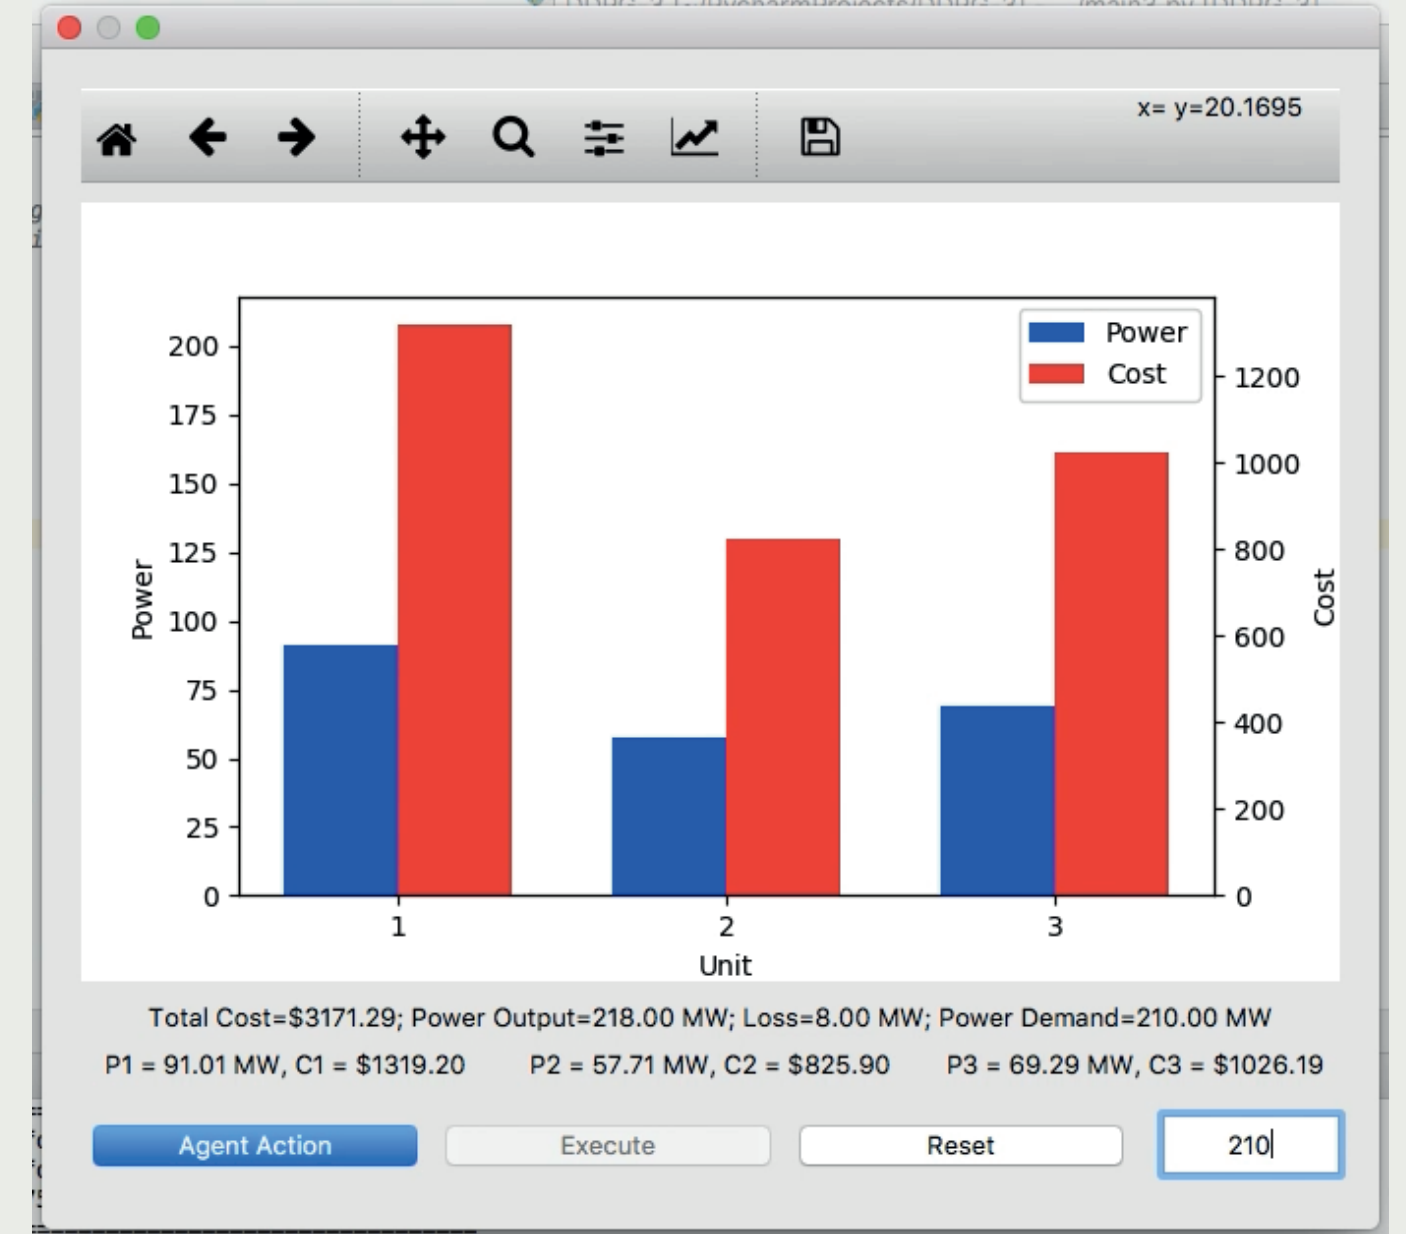 x= y=20.1695
Power
Cost
200
175
150
125
100
75
50
25
0
Power
1200
1000
800
600
400
200
0
Cost
1
2
3
Unit
Total Cost=$3171.29; Power Output=218.00 MW; Loss=8.00 MW; Power Demand=210.00 MW
P1 = 91.01 MW, C1 = $1319.20 P2 = 57.71 MW, C2 = $825.90 P3 = 69.29 MW, C3 = $1026.19
Agent Action Execute Reset 210